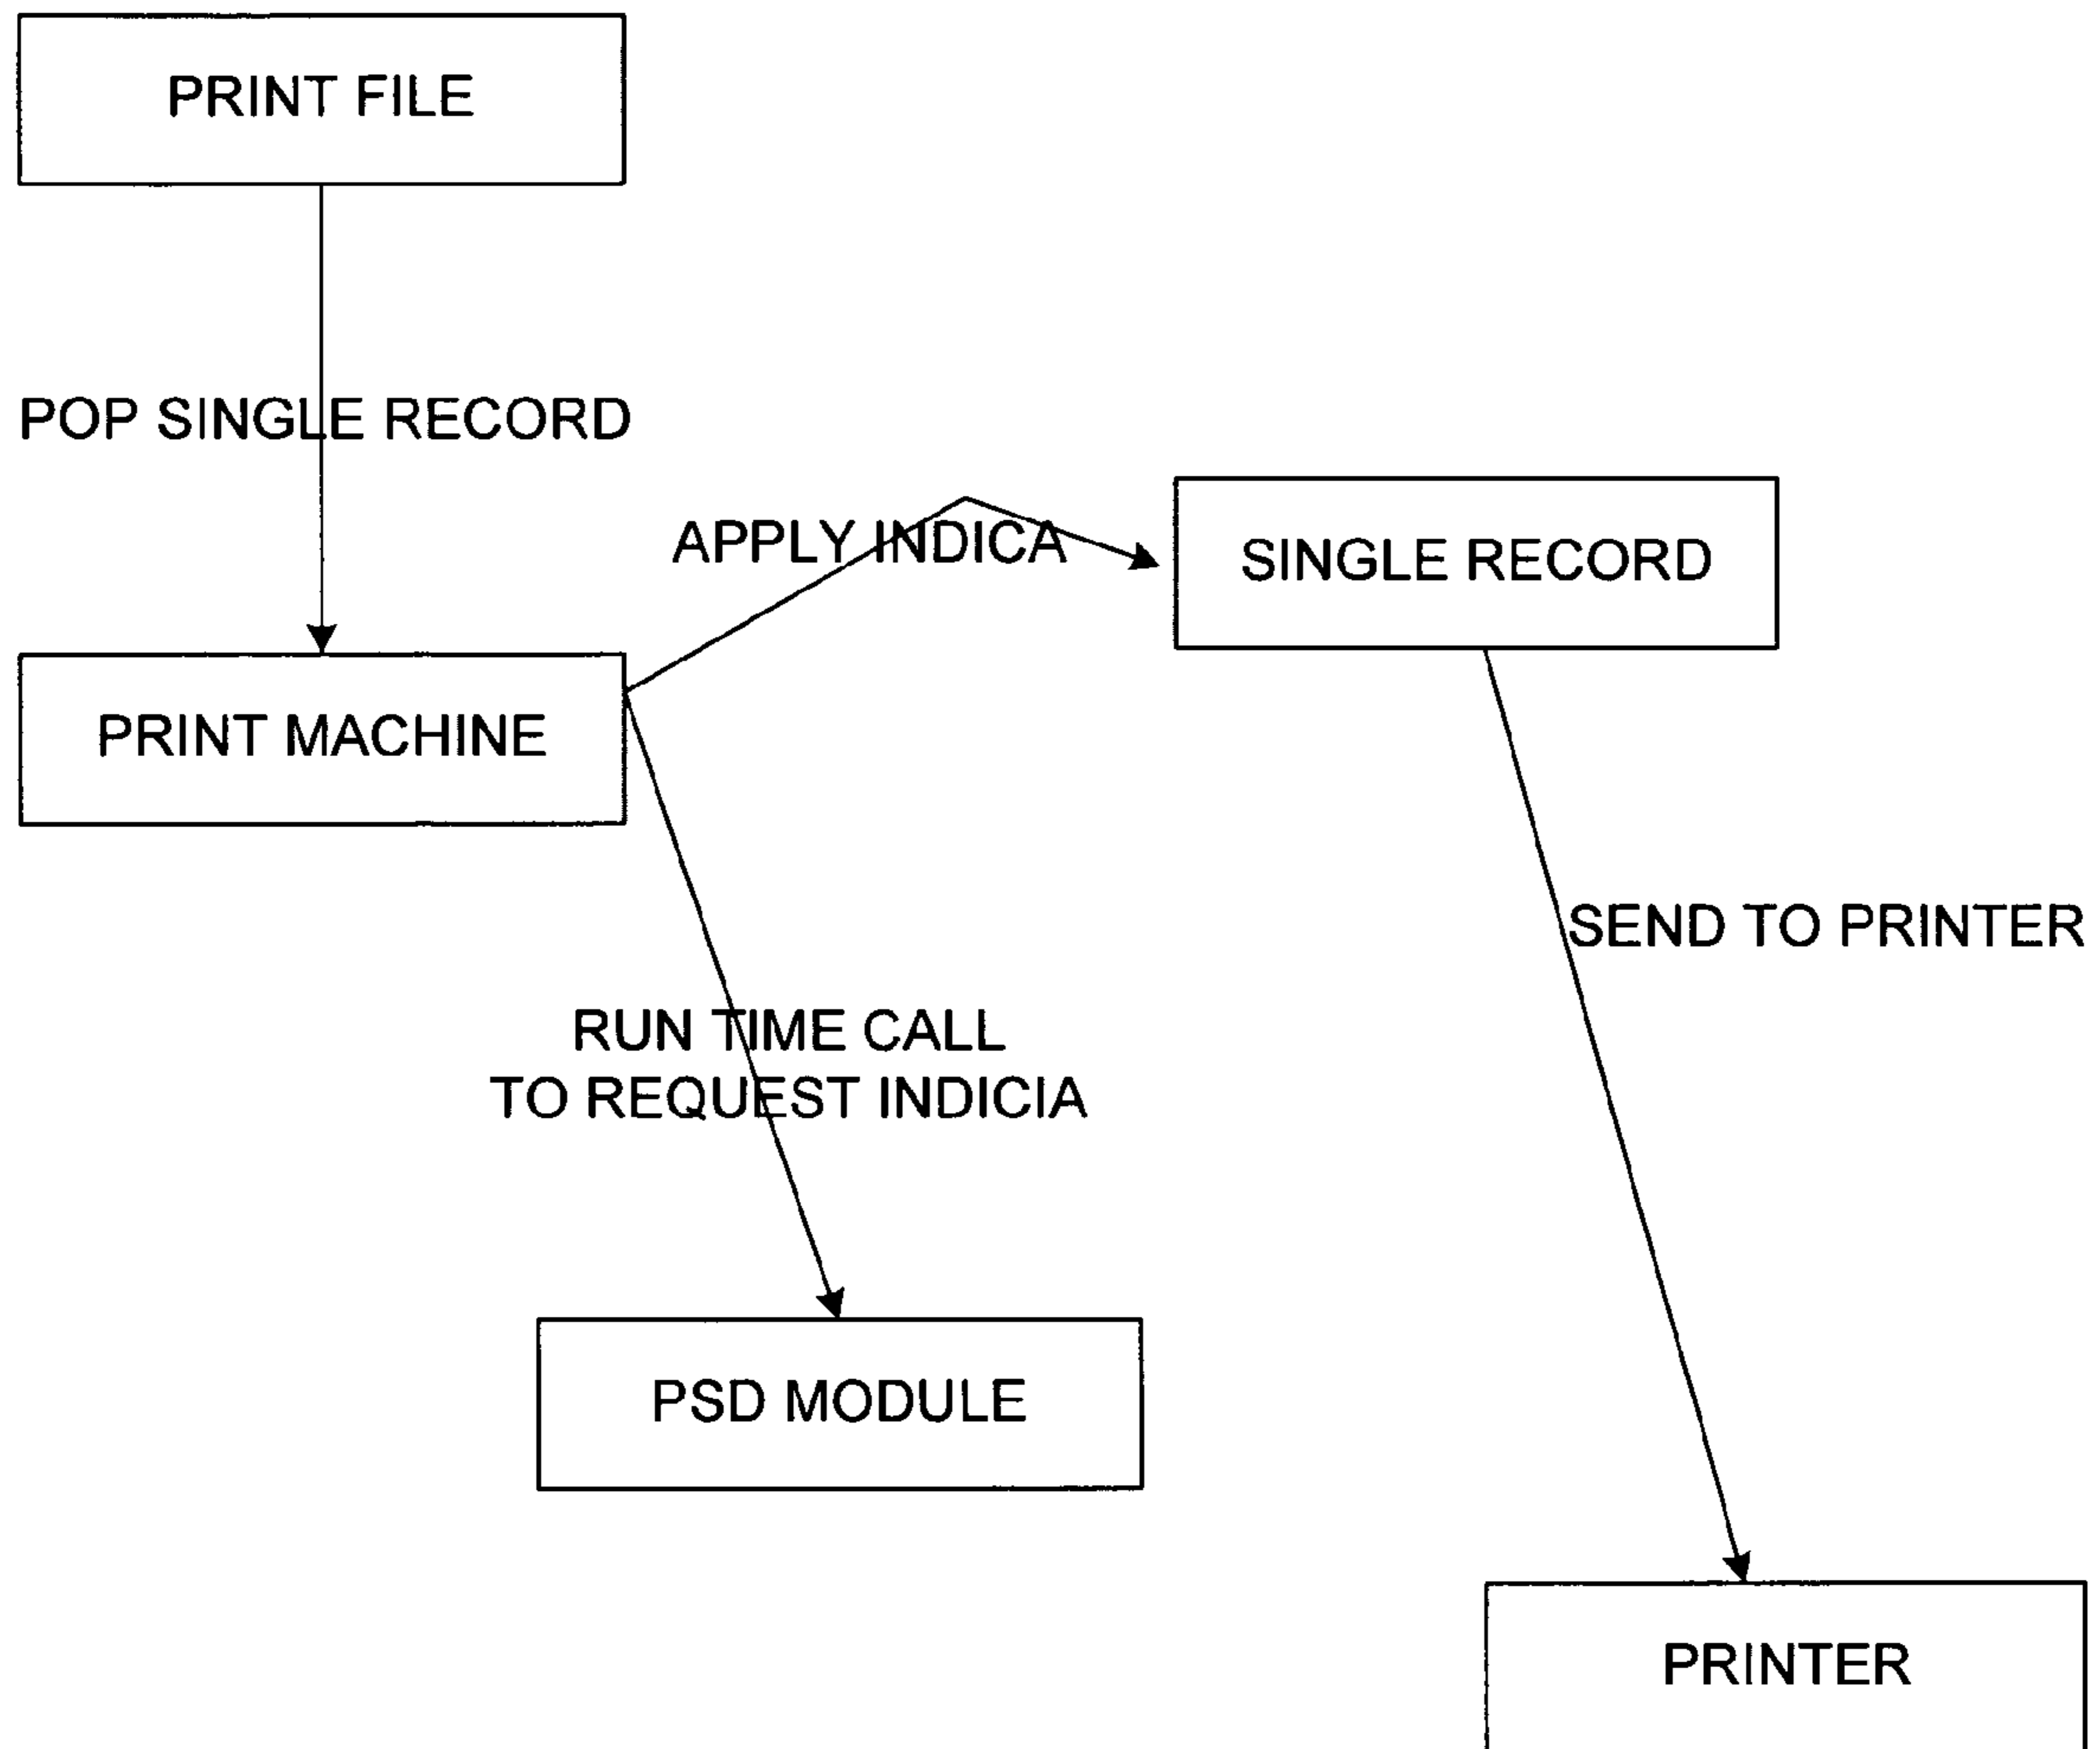 PRINT FILE
POP SINGLE RECORD
APPLY INDICA
SINGLE RECORD
PRINT MACHINE
SEND TO PRINTER
RUN TIME CALL
TO REQUEST INDICIA
PSD MODULE
PRINTER